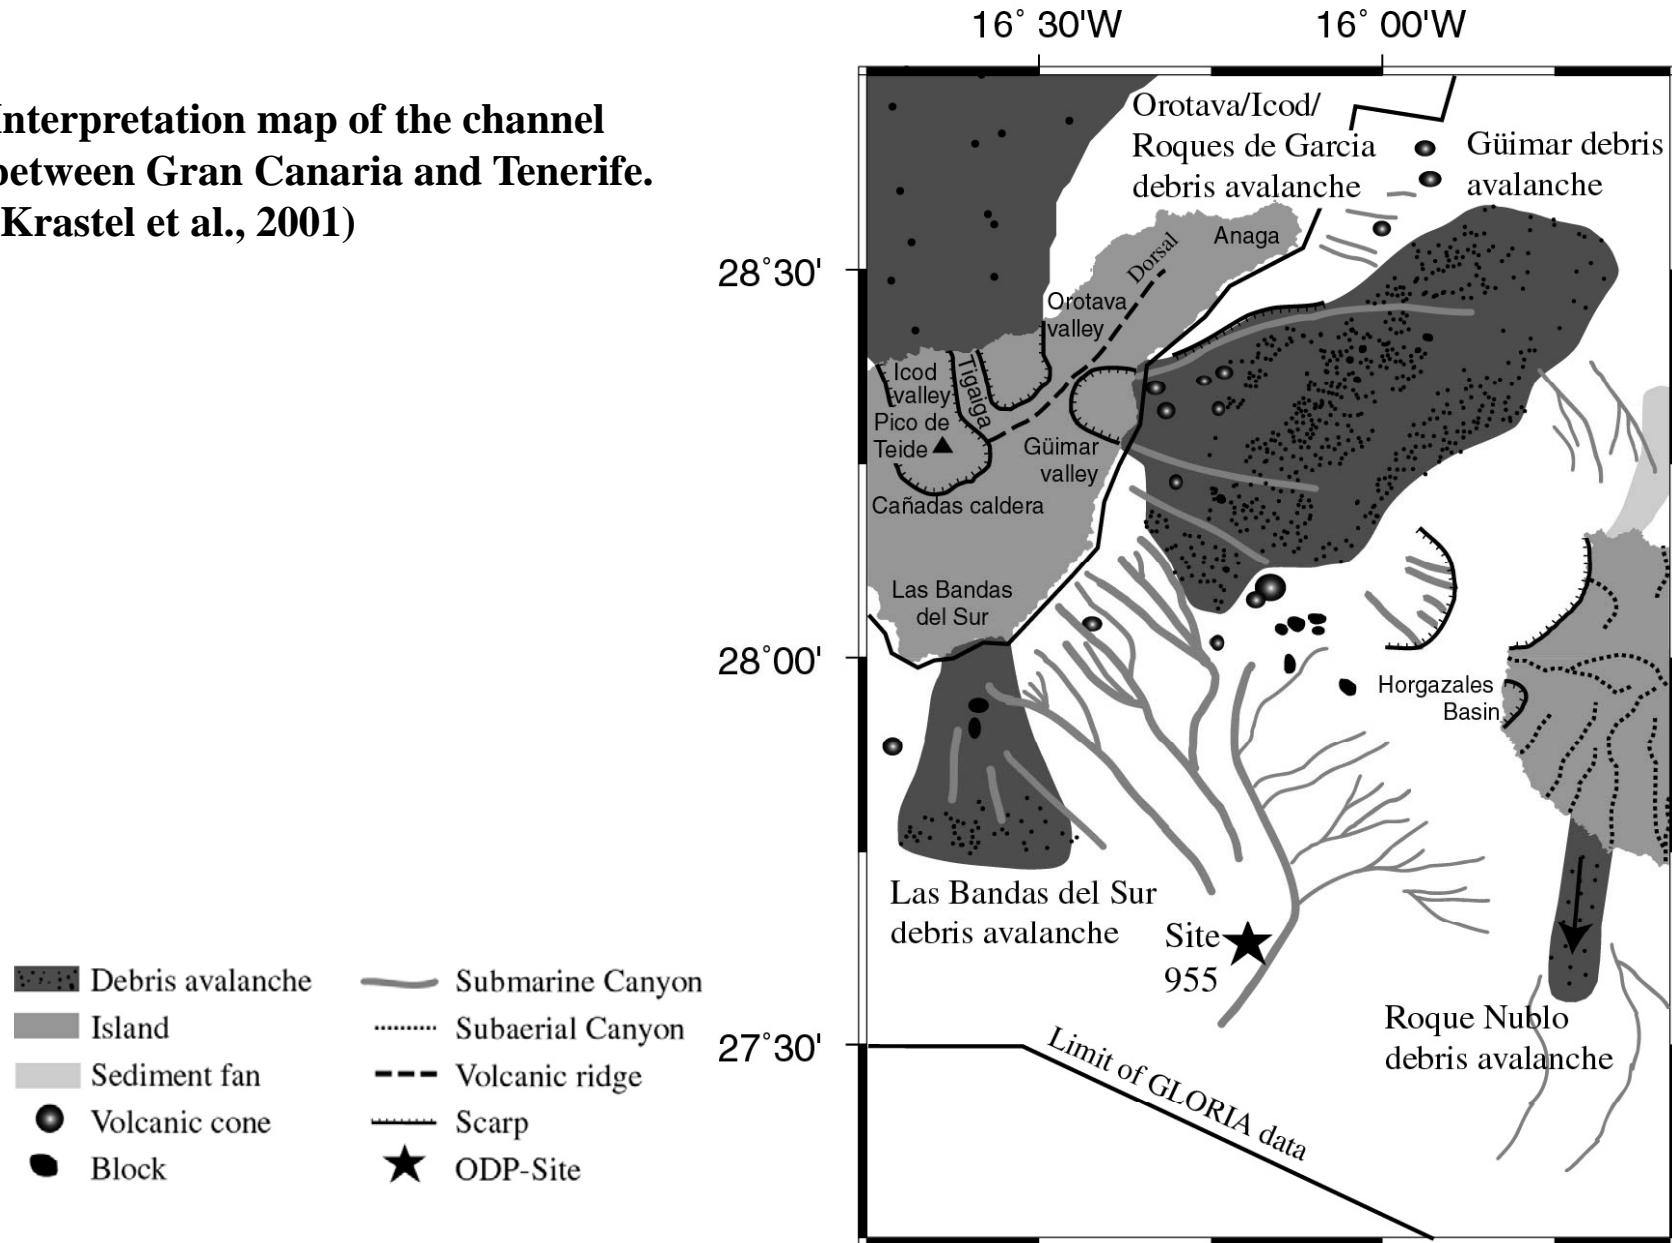 Interpretation map of the channel
between Gran Canaria and Tenerife.
(Krastel et al., 2001)
16° 30'W
16° 00'W
28°30'
28°00'
27°30'
Orotava/Icod/
Roques de Garcia
debris avalanche
Güimar debris
avalanche
Anaga
Dorsal
Orotava
valley
Icod
valley
Tigaiga
Pico de
Teide
Güimar
valley
Cañadas caldera
Las Bandas
del Sur
Horgazales
Basin
Las Bandas del Sur
debris avalanche
Site
955
Roque Nublo
debris avalanche
Limit of GLORIA data
Debris avalanche
Island
Sediment fan
Volcanic cone
Block
Submarine Canyon
Subaerial Canyon
Volcanic ridge
Scarp
ODP-Site